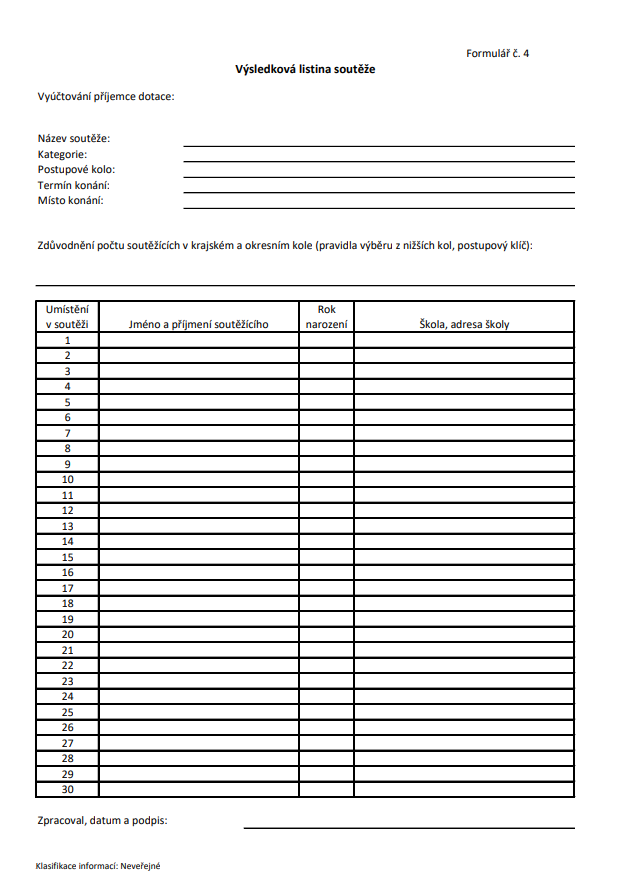 Formulář č. 4
Výsledková listina soutěže
Vyúčtování příjemce dotace:
Název soutěže:
Kategorie:
Postupové kolo:
Termín konání:
Místo konání:
Zdůvodnění počtu soutěžících v krajském a okresním kole (pravidla výběru z nižších kol, postupový klíč):
Umístění v soutěži Jméno a příjmení soutěžícího Rok narození Škola, adresa školy
1
2
3
4
5
6
7
8
9
10
11
12
13
14
15
16
17
18
19
20
21
22
23
24
25
26
27
28
29
30
Zpracoval, datum a podpis:
Klasifikace informací: Neveřejné